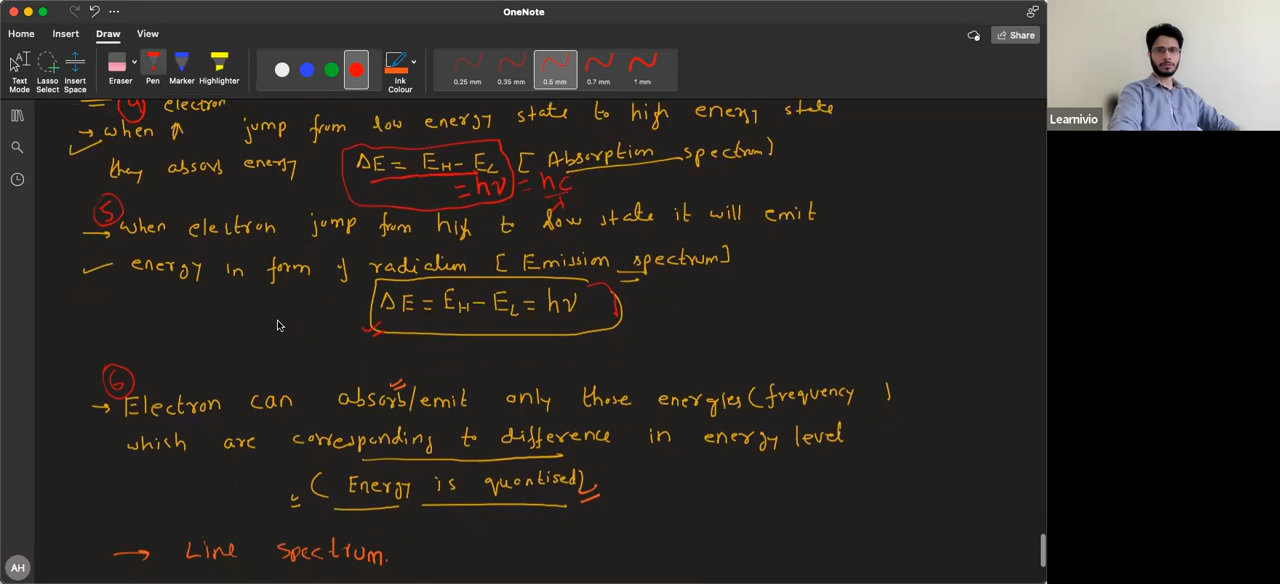 OneNote
Home Insert Draw View
Share
Text Mode
Lasso Select
Insert Space
Eraser
Pen
Marker
Highlighter
Ink Colour
0.25 mm
0.35 mm
0.5 mm
0.7 mm
1 mm
Learnivio
(4) electron
→ when ↑ jump from low energy state to high energy state
they absorb energy ΔE = E_H - E_L [ Absorption spectrum)
= hν = hc/λ
(5)
→ when electron jump from high to low state it will emit
energy in form of radiation [ Emission spectrum]
ΔE = E_H - E_L = hν
(6)
→ Electron can absorb/emit only those energies (frequency )
which are corresponding to difference in energy level
( Energy is quantised)
→ Line spectrum.
AH